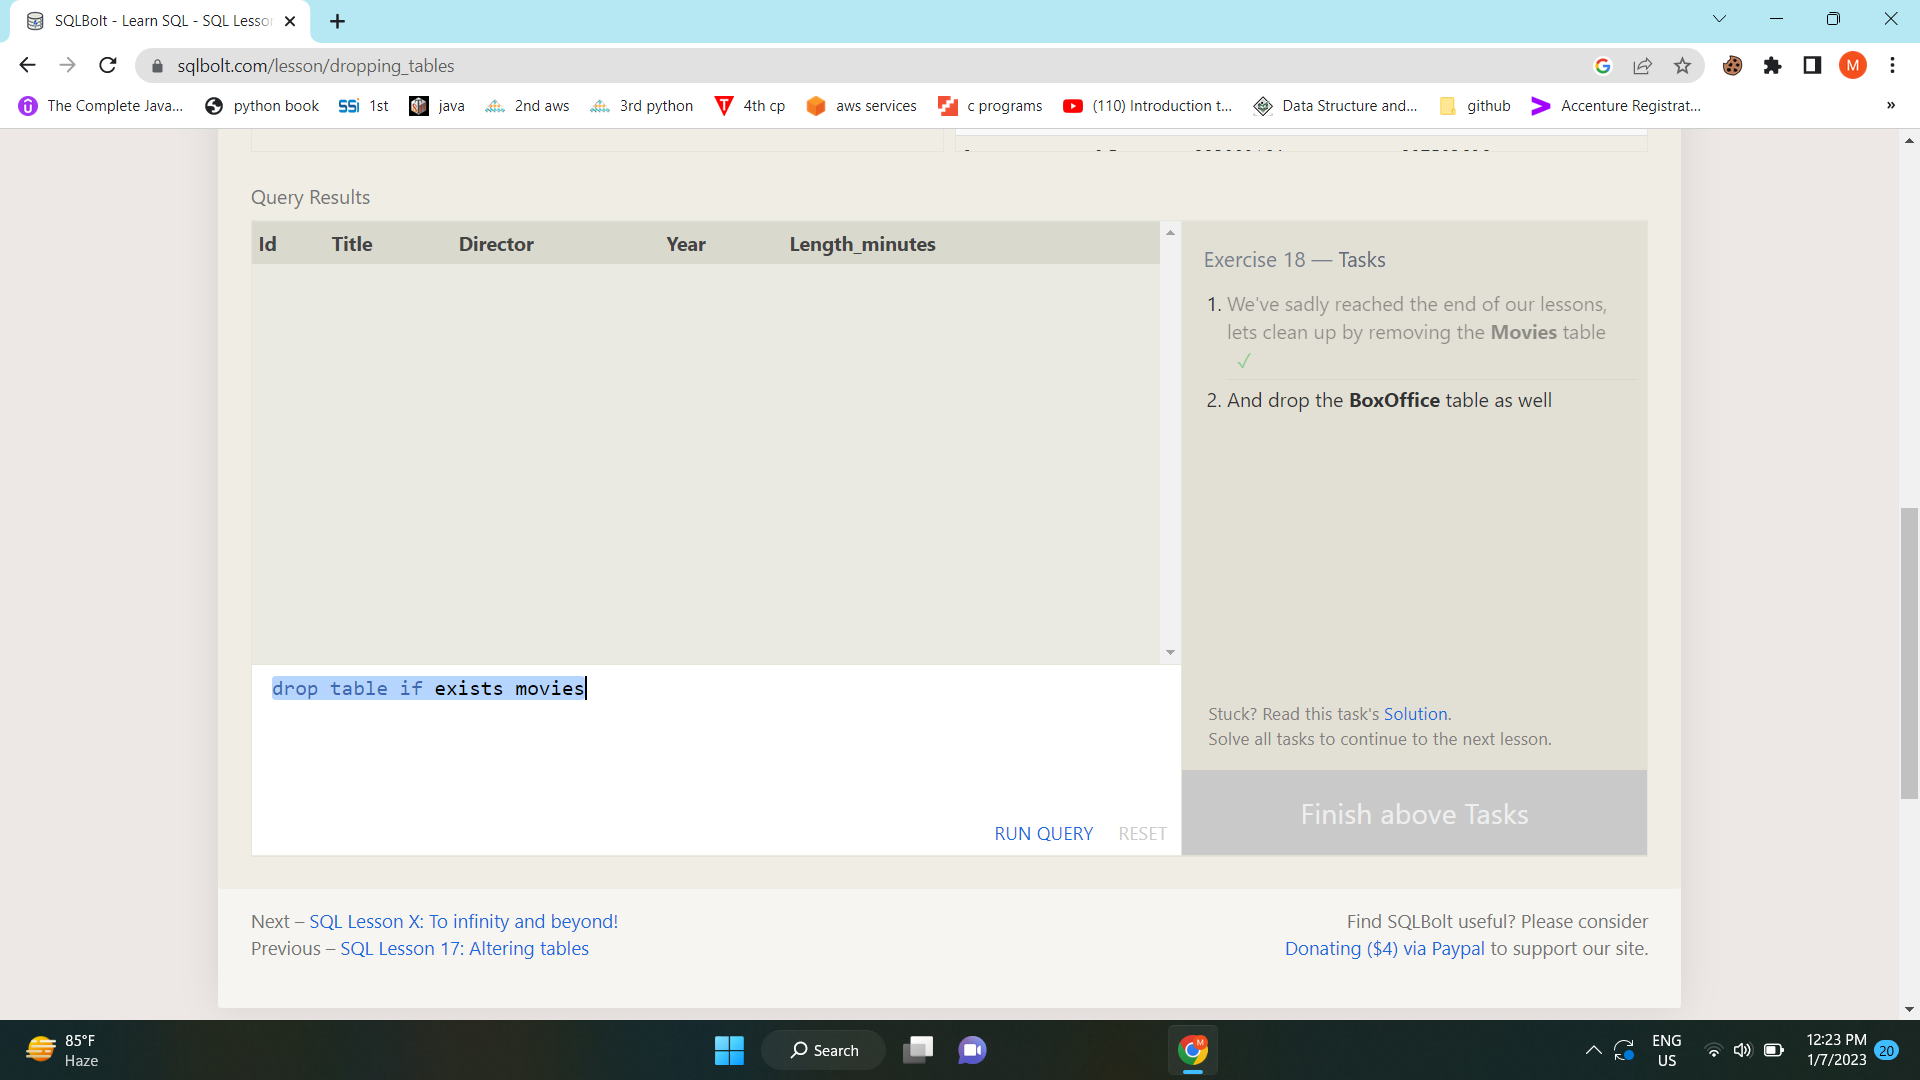 SQLBolt - Learn SQL - SQL Lesson
sqlbolt.com/lesson/dropping_tables
M
The Complete Java...
python book
SSi 1st
java
2nd aws
3rd python
4th cp
aws services
c programs
(110) Introduction t...
Data Structure and...
github
Accenture Registrat...
»
Query Results
Id Title Director Year Length_minutes
Exercise 18 — Tasks
1. We've sadly reached the end of our lessons,
lets clean up by removing the Movies table
✓
2. And drop the BoxOffice table as well
drop table if exists movies
Stuck? Read this task's Solution.
Solve all tasks to continue to the next lesson.
RUN QUERY RESET
Finish above Tasks
Next – SQL Lesson X: To infinity and beyond!
Previous – SQL Lesson 17: Altering tables
Find SQLBolt useful? Please consider
Donating ($4) via Paypal to support our site.
85°F
Haze
Search
ENG
US
12:23 PM
1/7/2023
20